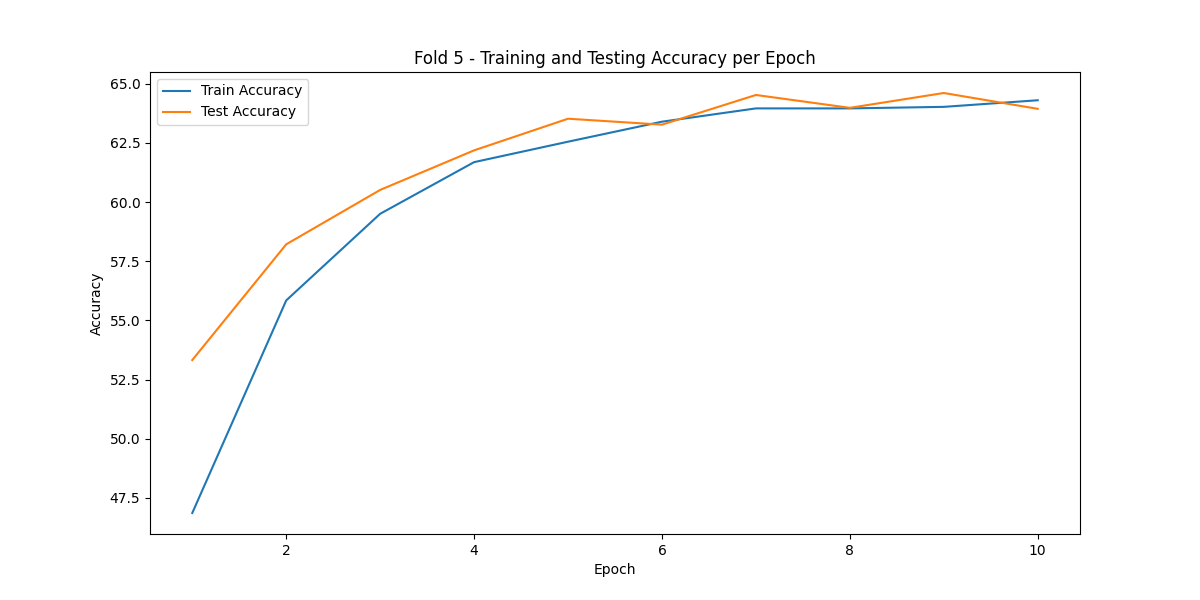 Fold 5 - Training and Testing Accuracy per Epoch
Train Accuracy
Test Accuracy
65.0
62.5
60.0
57.5
55.0
52.5
50.0
47.5
Accuracy
2
4
6
8
10
Epoch